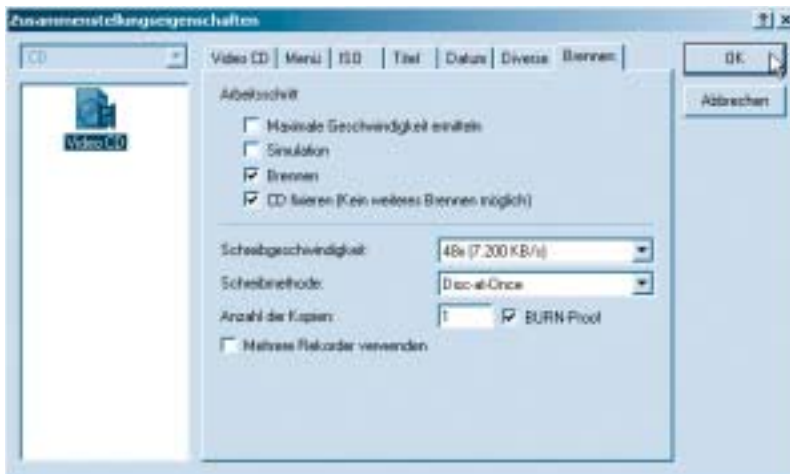 Zusammenstellungseigenschaften
CD
Video CD
Video CD Menü ISO Titel Datum Diverse Brennen
OK
Abbrechen
Arbeitsschritt
Maximale Geschwindigkeit ermitteln
Simulation
Brennen
CD fixieren (Kein weiteres Brennen möglich)
Schreibgeschwindigkeit: 48x (7.200 KB/s)
Schreibmethode: Disc-at-Once
Anzahl der Kopien: 1 BURN-Proof
Mehrere Rekorder verwenden